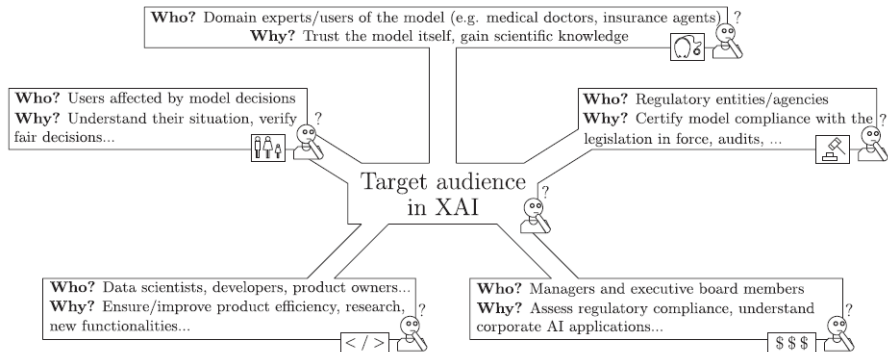 Who? Domain experts/users of the model (e.g. medical doctors, insurance agents)
Why? Trust the model itself, gain scientific knowledge
?
Who? Users affected by model decisions
Why? Understand their situation, verify
fair decisions...
?
Who? Regulatory entities/agencies
Why? Certify model compliance with the
legislation in force, audits, ...
?
Target audience
in XAI
?
Who? Data scientists, developers, product owners...
Why? Ensure/improve product efficiency, research,
new functionalities...
</>
?
Who? Managers and executive board members
Why? Assess regulatory compliance, understand
corporate AI applications...
$$$
?